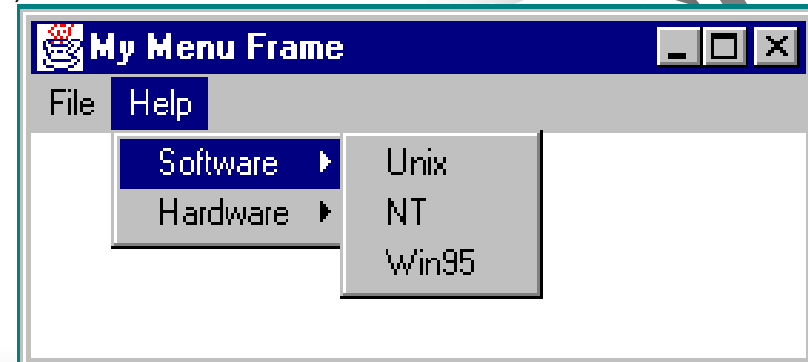 My Menu Frame
File Help
Software Unix
Hardware NT
Win95